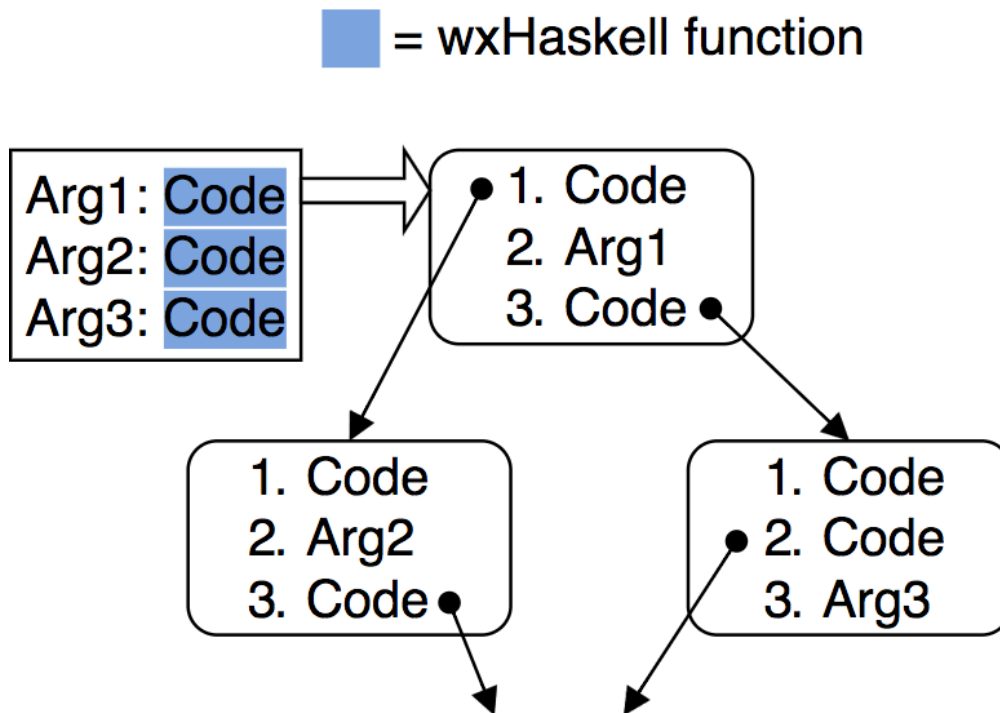 = wxHaskell function
Arg1: Code
Arg2: Code
Arg3: Code
1. Code
2. Arg1
3. Code
1. Code
2. Arg2
3. Code
1. Code
2. Code
3. Arg3